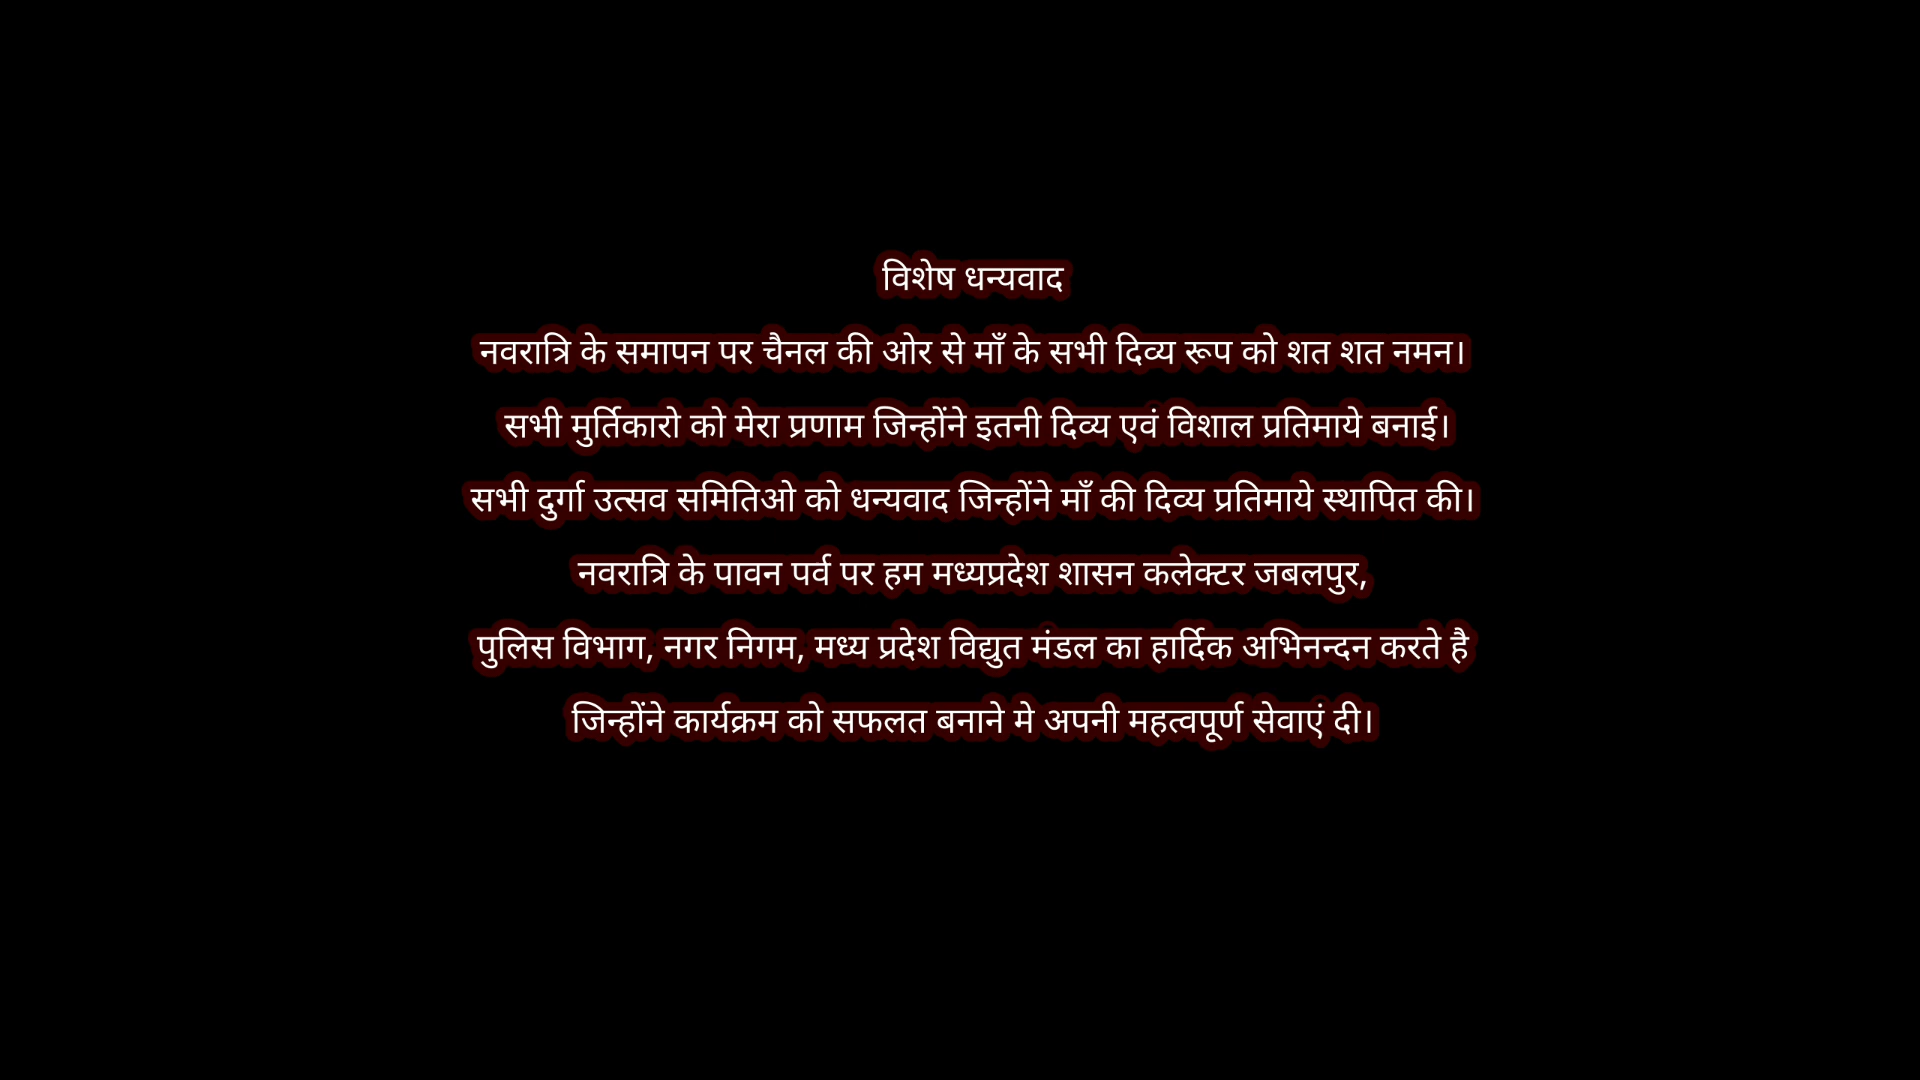 विशेष धन्यवाद
नवरात्रि के समापन पर चैनल की ओर से माँ के सभी दिव्य रूप को शत शत नमन।
सभी मुर्तिकारो को मेरा प्रणाम जिन्होंने इतनी दिव्य एवं विशाल प्रतिमाये बनाई।
सभी दुर्गा उत्सव समितिओ को धन्यवाद जिन्होंने माँ की दिव्य प्रतिमाये स्थापित की।
नवरात्रि के पावन पर्व पर हम मध्यप्रदेश शासन कलेक्टर जबलपुर,
पुलिस विभाग, नगर निगम, मध्य प्रदेश विद्युत मंडल का हार्दिक अभिनन्दन करते है
जिन्होंने कार्यक्रम को सफलत बनाने मे अपनी महत्वपूर्ण सेवाएं दी।